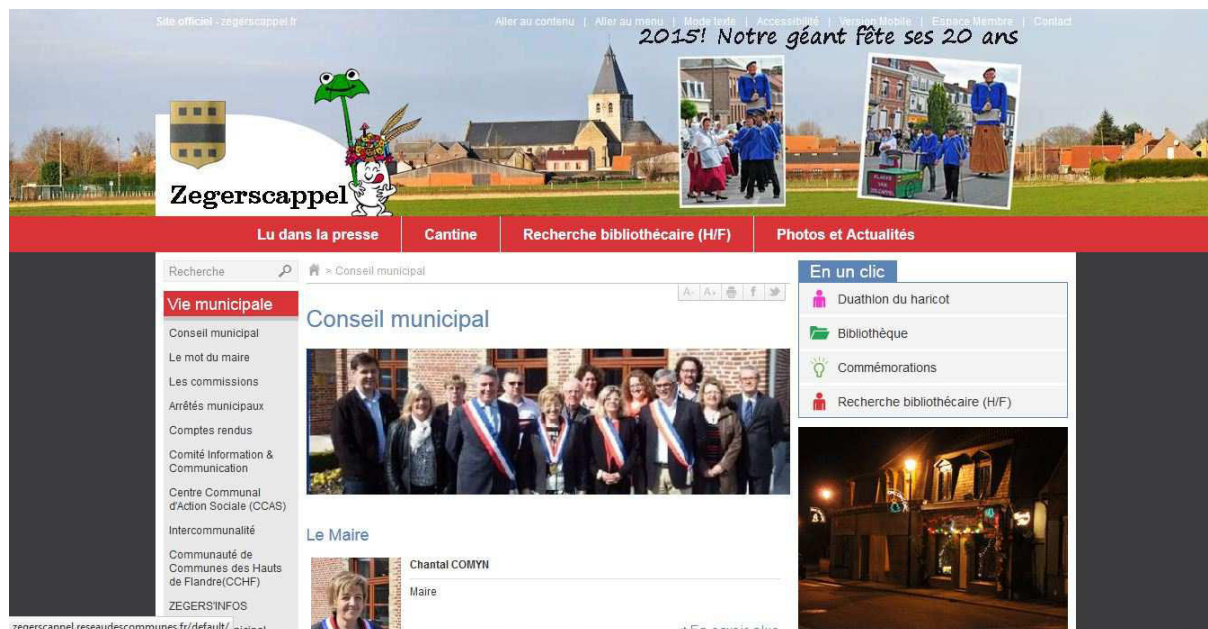 Site officiel - zegerscappel.fr
Aller au contenu | Aller au menu | Mode texte | Accessibilité | Version Mobile | Espace Membre | Contact
2015! Notre géant fête ses 20 ans
Zegerscappel
Lu dans la presse
Cantine
Recherche bibliothécaire (H/F)
Photos et Actualités
Recherche
Vie municipale
Conseil municipal
Le mot du maire
Les commissions
Arrêtés municipaux
Comptes rendus
Comité Information &
Communication
Centre Communal
d'Action Sociale (CCAS)
Intercommunalité
Communauté de
Communes des Hauts
de Flandre(CCHF)
ZEGERS'INFOS
zegerscappel.reseaudescommunes.fr/default/
> Conseil municipal
A- A+
Conseil municipal
Le Maire
Chantal COMYN
Maire
En un clic
Duathlon du haricot
Bibliothèque
Commémorations
Recherche bibliothécaire (H/F)